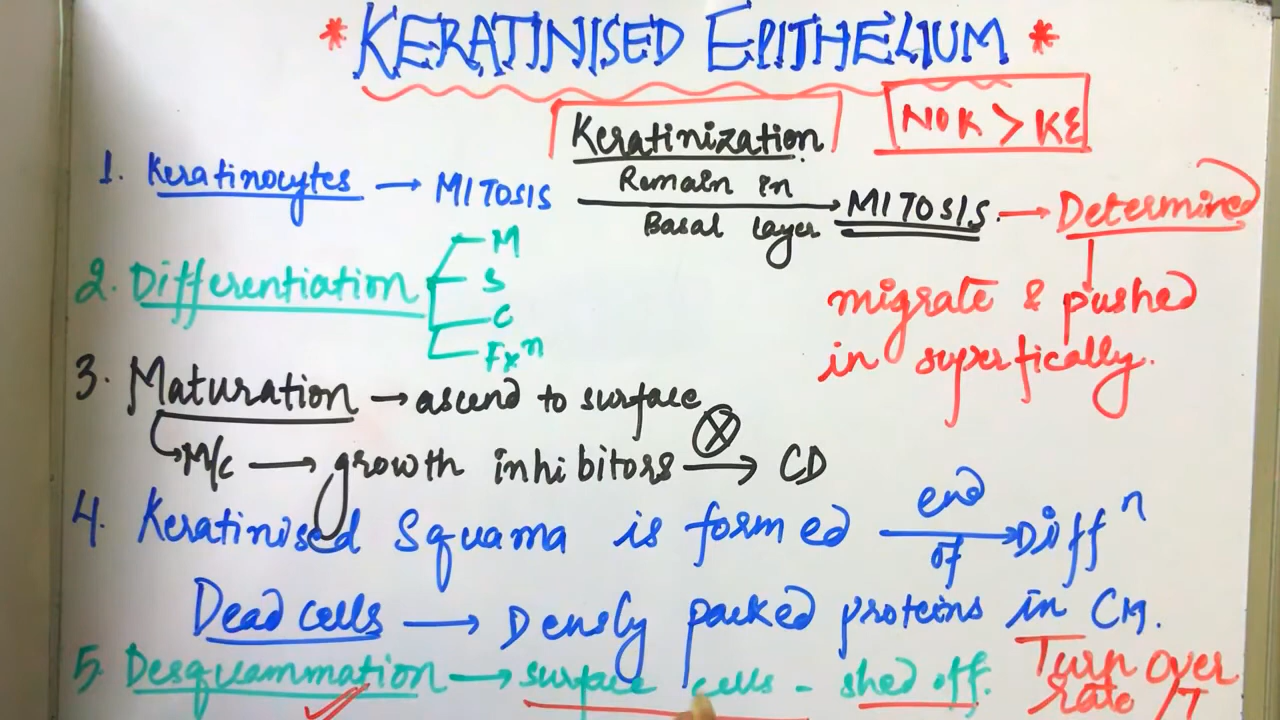 * KERATINISED EPITHELIUM *
Keratinization
NOK > KE
1. Keratinocytes → MITOSIS Remain in Basal layer → MITOSIS. → Determined
migrate & pushed
in superfically.
2. Differentiation
M
S
C
Fxⁿ
3. Maturation → ascend to surface
M/c → growth inhibitors ⓧ → CD
4. Keratinised Squama is formed end of → Diffⁿ
Dead cells → Densly packed proteins in CM.
5. Desquammation → surface cells - shed off.
Turn over
rate /T